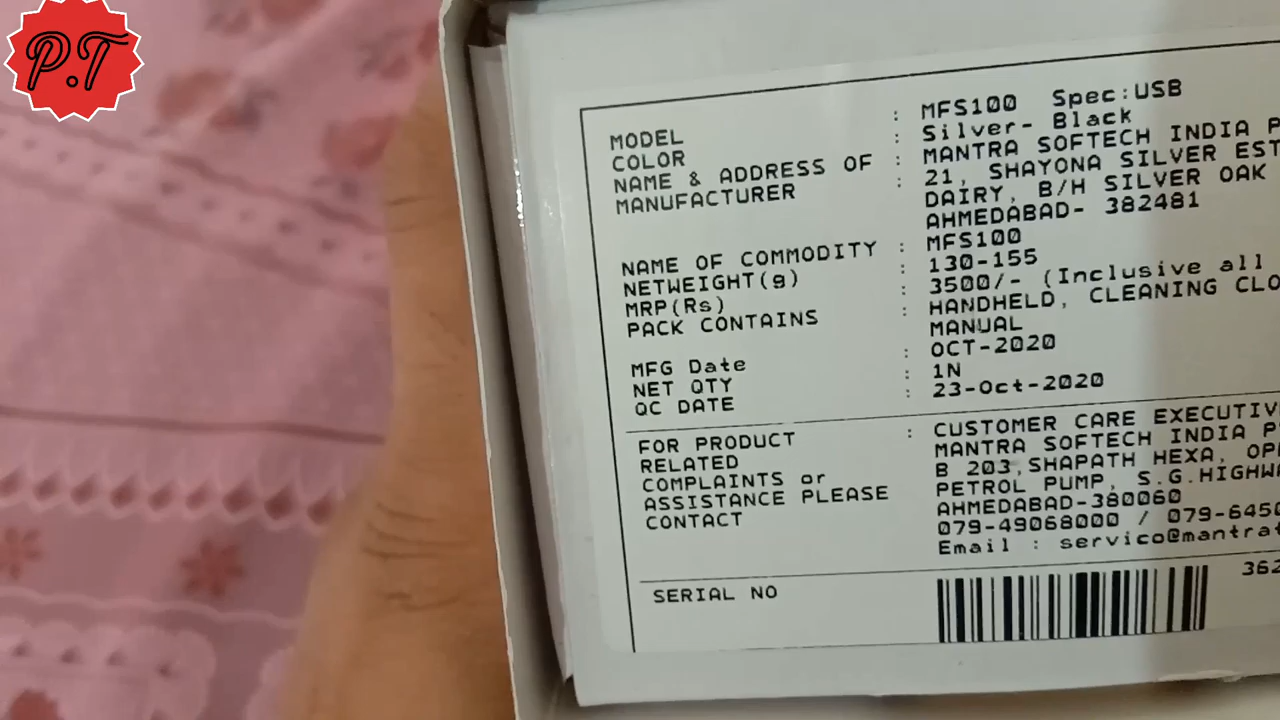 P.T
MODEL : MFS100 Spec:USB
COLOR : Silver- Black
NAME & ADDRESS OF : MANTRA SOFTECH INDIA P
MANUFACTURER : 21, SHAYONA SILVER EST
DAIRY, B/H SILVER OAK
AHMEDABAD- 382481
NAME OF COMMODITY : MFS100
NETWEIGHT(g) : 130-155
MRP(Rs) : 3500/- (Inclusive all
PACK CONTAINS : HANDHELD, CLEANING CLO
MANUAL
MFG Date : OCT-2020
NET QTY : 1N
QC DATE : 23-Oct-2020
FOR PRODUCT : CUSTOMER CARE EXECUTIV
RELATED MANTRA SOFTECH INDIA P
COMPLAINTS or B 203,SHAPATH HEXA, OP
ASSISTANCE PLEASE PETROL PUMP, S.G.HIGHW
CONTACT AHMEDABAD-380060
079-49068000 / 079-6450
Email : servico@mantrat
SERIAL NO 362